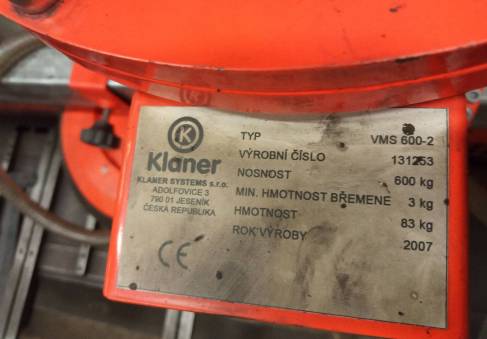 K
Klaner
KLANER SYSTEMS s.r.o.
ADOLFOVICE 3
790 01 JESENÍK
ČESKÁ REPUBLIKA
CE
TYP VMS 600-2
VÝROBNÍ ČÍSLO 131253
NOSNOST 600 kg
MIN. HMOTNOST BŘEMENE 3 kg
HMOTNOST 83 kg
ROK VÝROBY 2007